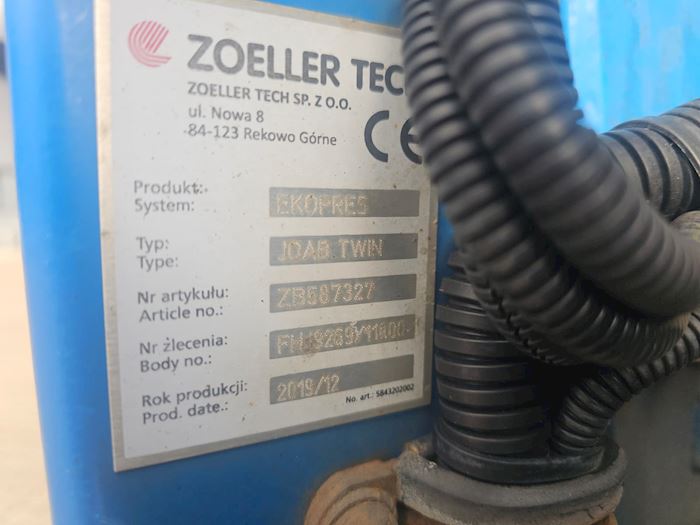 ZOELLER TEC
ZOELLER TECH SP. Z O.O.
ul. Nowa 8
84-123 Rekowo Górne
CE
Produkt:
System:
EKOPRES
Typ:
Type:
JOAB TWIN
Nr artykułu:
Article no.:
ZB587327
Nr zlecenia:
Body no.:
Rok produkcji:
Prod. date.:
2019/12
No. art.: 5843202002